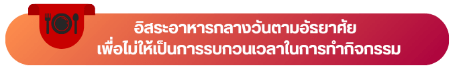 อิสระอาหารกลางวันตามอัธยาศัย
เพื่อไม่ให้เป็นการรบกวนเวลาในการทำกิจกรรม